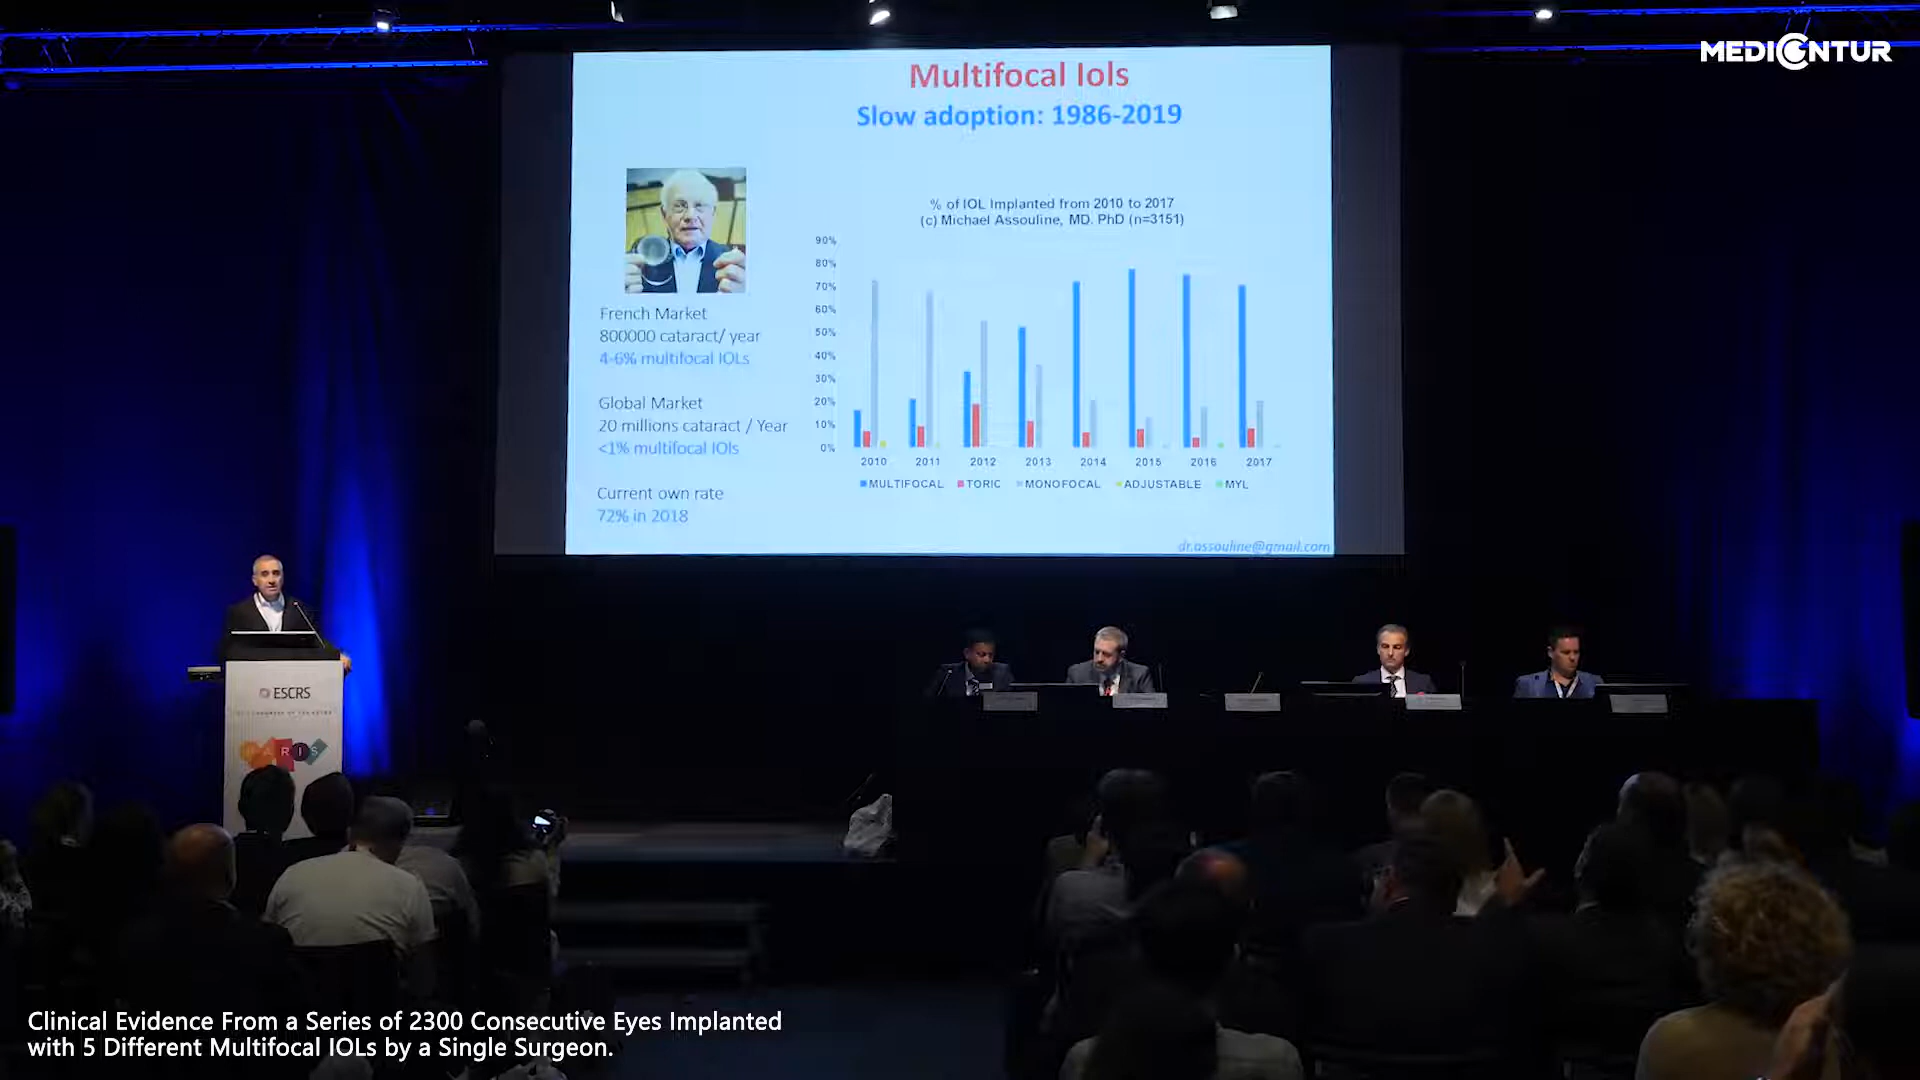 MEDICONTUR
Multifocal Iols
Slow adoption: 1986-2019
% of IOL Implanted from 2010 to 2017
(c) Michael Assouline, MD. PhD (n=3151)
French Market
800000 cataract/ year
4-6% multifocal IOLs
Global Market
20 millions cataract / Year
<1% multifocal IOls
Current own rate
72% in 2018
90%
80%
70%
60%
50%
40%
30%
20%
10%
0%
2010 2011 2012 2013 2014 2015 2016 2017
MULTIFOCAL TORIC MONOFOCAL ADJUSTABLE MYL
dr.assouline@gmail.com
ESCRS
PARIS
Clinical Evidence From a Series of 2300 Consecutive Eyes Implanted
with 5 Different Multifocal IOLs by a Single Surgeon.